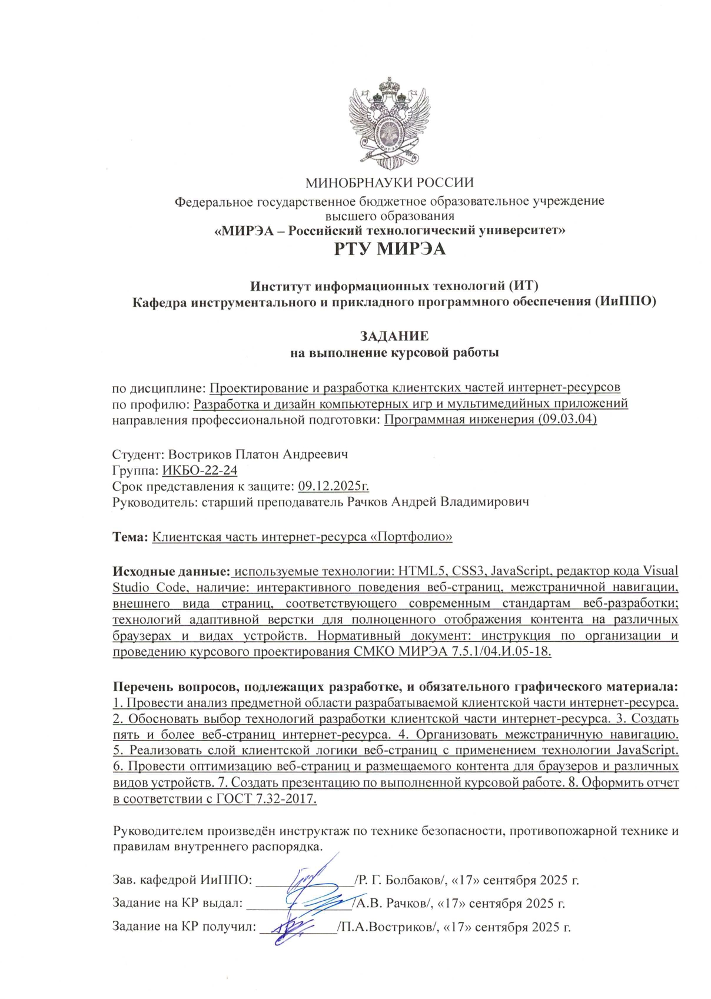 МИНОБРНАУКИ РОССИИ
Федеральное государственное бюджетное образовательное учреждение
высшего образования
«МИРЭА – Российский технологический университет»
РТУ МИРЭА
Институт информационных технологий (ИТ)
Кафедра инструментального и прикладного программного обеспечения (ИиППО)
ЗАДАНИЕ
на выполнение курсовой работы
по дисциплине: Проектирование и разработка клиентских частей интернет-ресурсов
по профилю: Разработка и дизайн компьютерных игр и мультимедийных приложений
направления профессиональной подготовки: Программная инженерия (09.03.04)
Студент: Востриков Платон Андреевич
Группа: ИКБО-22-24
Срок представления к защите: 09.12.2025г.
Руководитель: старший преподаватель Рачков Андрей Владимирович
Тема: Клиентская часть интернет-ресурса «Портфолио»
Исходные данные: используемые технологии: HTML5, CSS3, JavaScript, редактор кода Visual
Studio Code, наличие: интерактивного поведения веб-страниц, межстраничной навигации,
внешнего вида страниц, соответствующего современным стандартам веб-разработки;
технологий адаптивной верстки для полноценного отображения контента на различных
браузерах и видах устройств. Нормативный документ: инструкция по организации и
проведению курсового проектирования СМКО МИРЭА 7.5.1/04.И.05-18.
Перечень вопросов, подлежащих разработке, и обязательного графического материала:
1. Провести анализ предметной области разрабатываемой клиентской части интернет-ресурса.
2. Обосновать выбор технологий разработки клиентской части интернет-ресурса. 3. Создать
пять и более веб-страниц интернет-ресурса. 4. Организовать межстраничную навигацию.
5. Реализовать слой клиентской логики веб-страниц с применением технологии JavaScript.
6. Провести оптимизацию веб-страниц и размещаемого контента для браузеров и различных
видов устройств. 7. Создать презентацию по выполненной курсовой работе. 8. Оформить отчет
в соответствии с ГОСТ 7.32-2017.
Руководителем произведён инструктаж по технике безопасности, противопожарной технике и
правилам внутреннего распорядка.
Зав. кафедрой ИиППО: ______________/Р. Г. Болбаков/, «17» сентября 2025 г.
Задание на КР выдал: _______________/А.В. Рачков/, «17» сентября 2025 г.
Задание на КР получил: ___________/П.А.Востриков/, «17» сентября 2025 г.